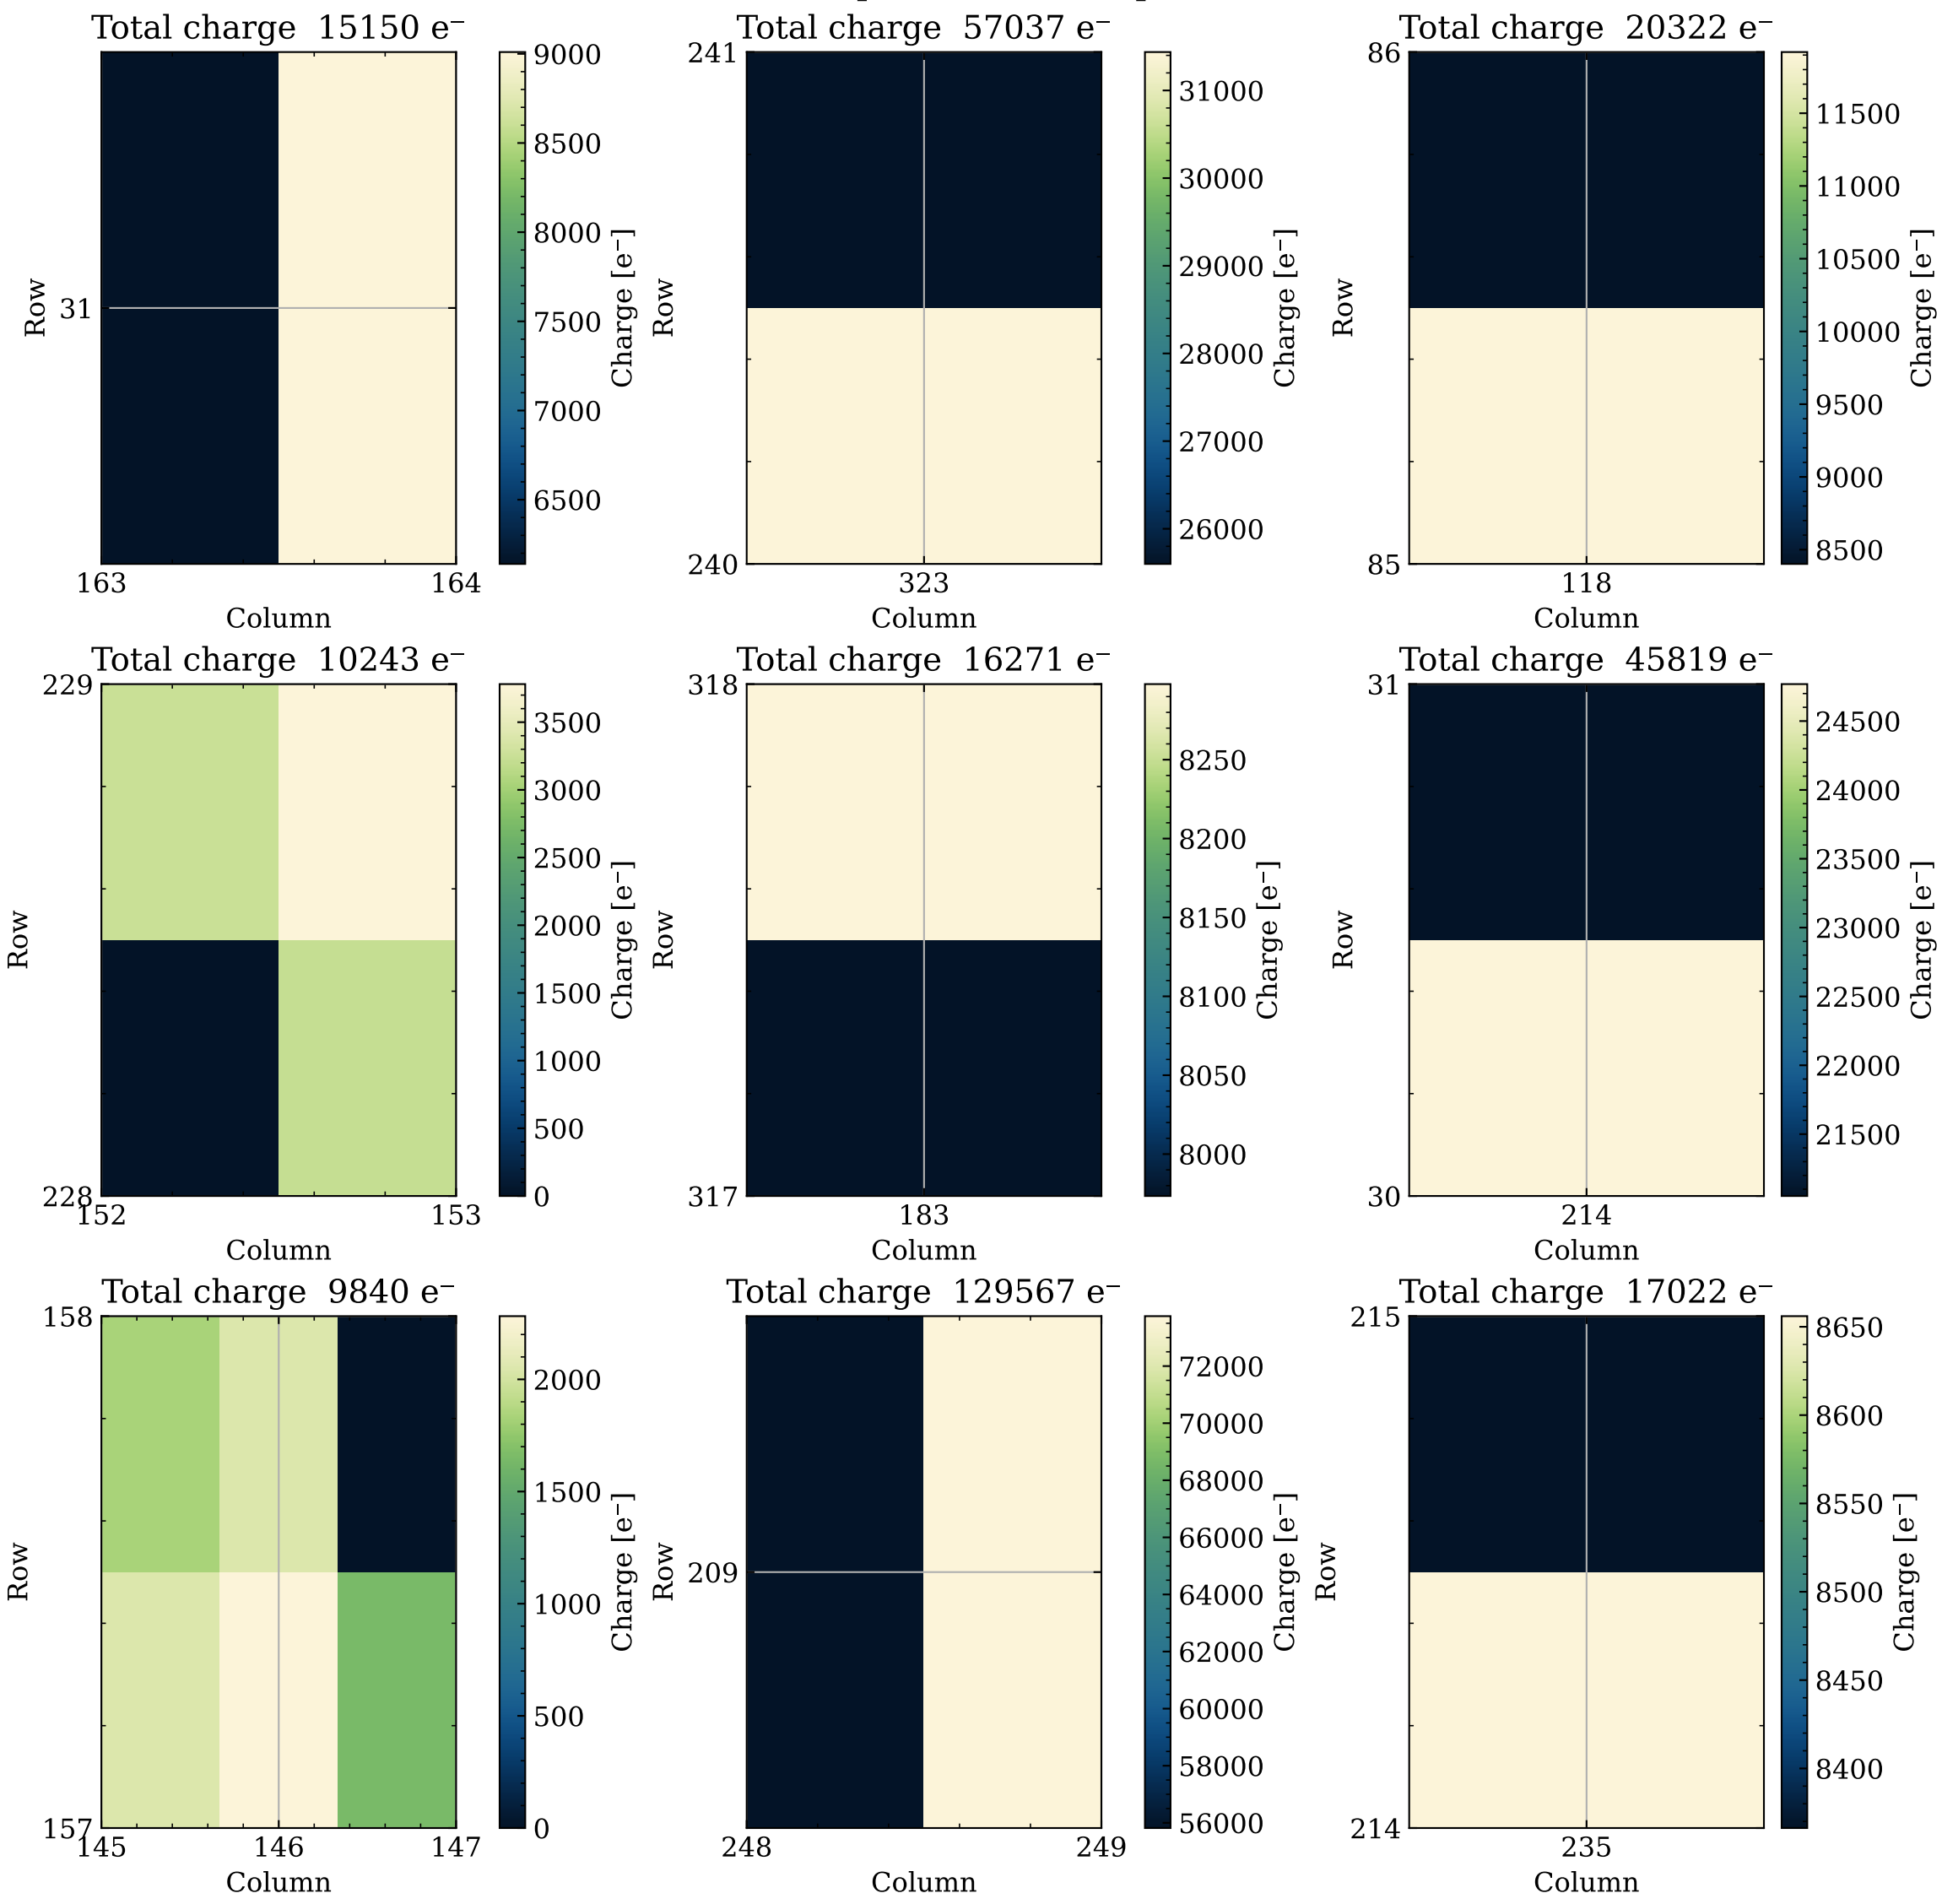 Total charge  15150 e⁻
9000
8500
8000
7500
7000
6500
Charge [e⁻]
Row
31
163
164
Column
Total charge  57037 e⁻
241
240
Row
323
Column
31000
30000
29000
28000
27000
26000
Charge [e⁻]
Total charge  20322 e⁻
86
85
Row
118
Column
11500
11000
10500
10000
9500
9000
8500
Charge [e⁻]
Total charge  10243 e⁻
229
228
Row
152
153
Column
3500
3000
2500
2000
1500
1000
500
0
Charge [e⁻]
Total charge  16271 e⁻
318
317
Row
183
Column
8250
8200
8150
8100
8050
8000
Charge [e⁻]
Total charge  45819 e⁻
31
30
Row
214
Column
24500
24000
23500
23000
22500
22000
21500
Charge [e⁻]
Total charge  9840 e⁻
158
157
Row
145
146
147
Column
2000
1500
1000
500
0
Charge [e⁻]
Total charge  129567 e⁻
209
Row
248
249
Column
72000
70000
68000
66000
64000
62000
60000
58000
56000
Charge [e⁻]
Total charge  17022 e⁻
215
214
Row
235
Column
8650
8600
8550
8500
8450
8400
Charge [e⁻]